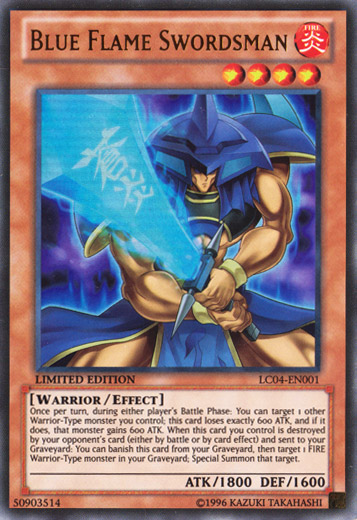 BLUE FLAME SWORDSMAN
FIRE
炎
蒼炎
LIMITED EDITION
LC04-EN001
[WARRIOR/EFFECT]
Once per turn, during either player's Battle Phase: You can target 1 other
Warrior-Type monster you control; this card loses exactly 600 ATK, and if it
does, that monster gains 600 ATK. When this card you control is destroyed
by your opponent's card (either by battle or by card effect) and sent to your
Graveyard: You can banish this card from your Graveyard, then target 1 FIRE
Warrior-Type monster in your Graveyard; Special Summon that target.
ATK/1800 DEF/1600
50903514
©1996 KAZUKI TAKAHASHI